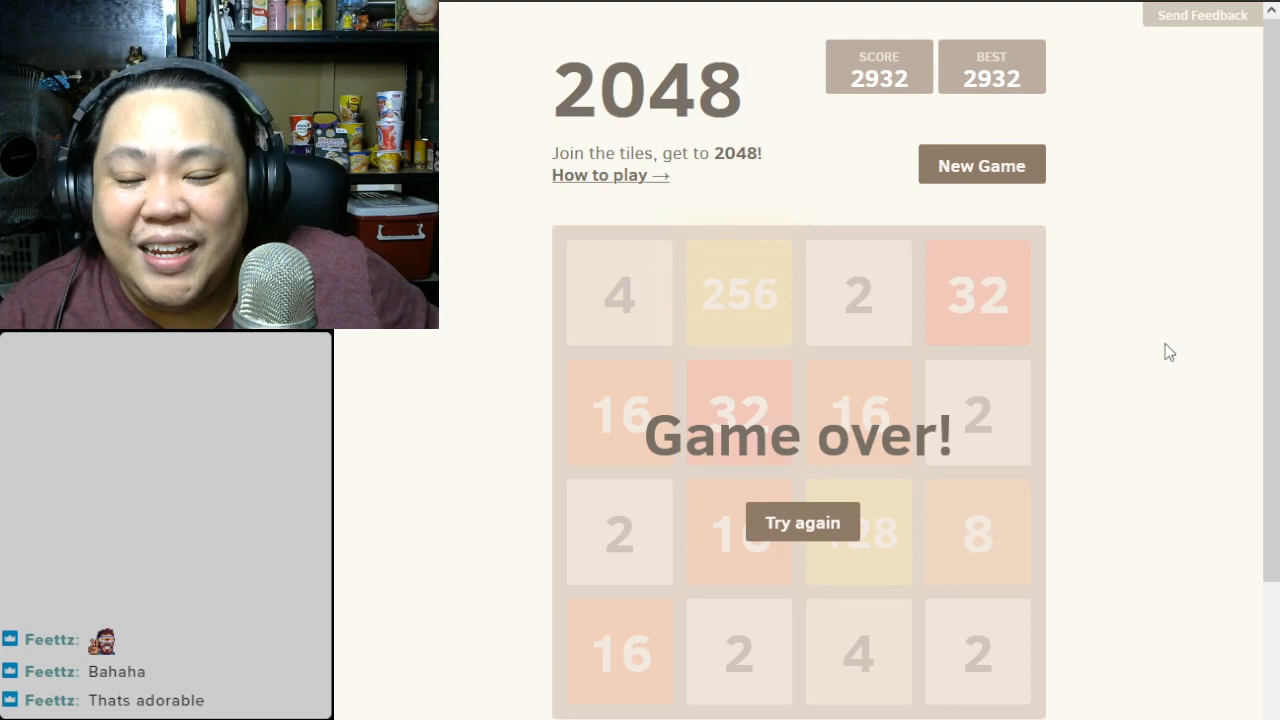 Send Feedback
2048
SCORE
2932
BEST
2932
Join the tiles, get to 2048!
How to play →
New Game
4 256 2 32
16 32 16 2
Game over!
2 16 128 8
Try again
16 2 4 2
Feettz:
Feettz: Bahaha
Feettz: Thats adorable